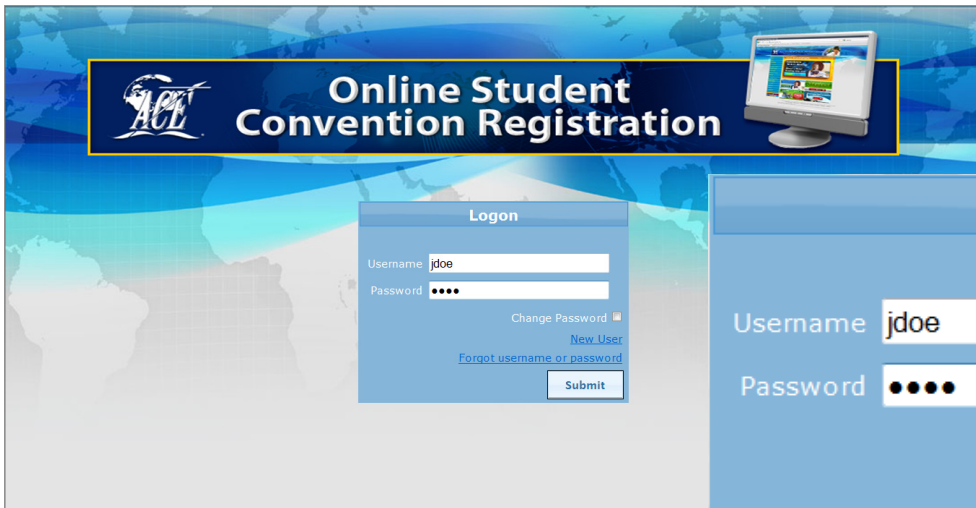 ACE
Online Student
Convention Registration
Logon
Username jdoe
Password ●●●●
Change Password
New User
Forgot username or password
Submit
Username jdoe
Password ●●●●